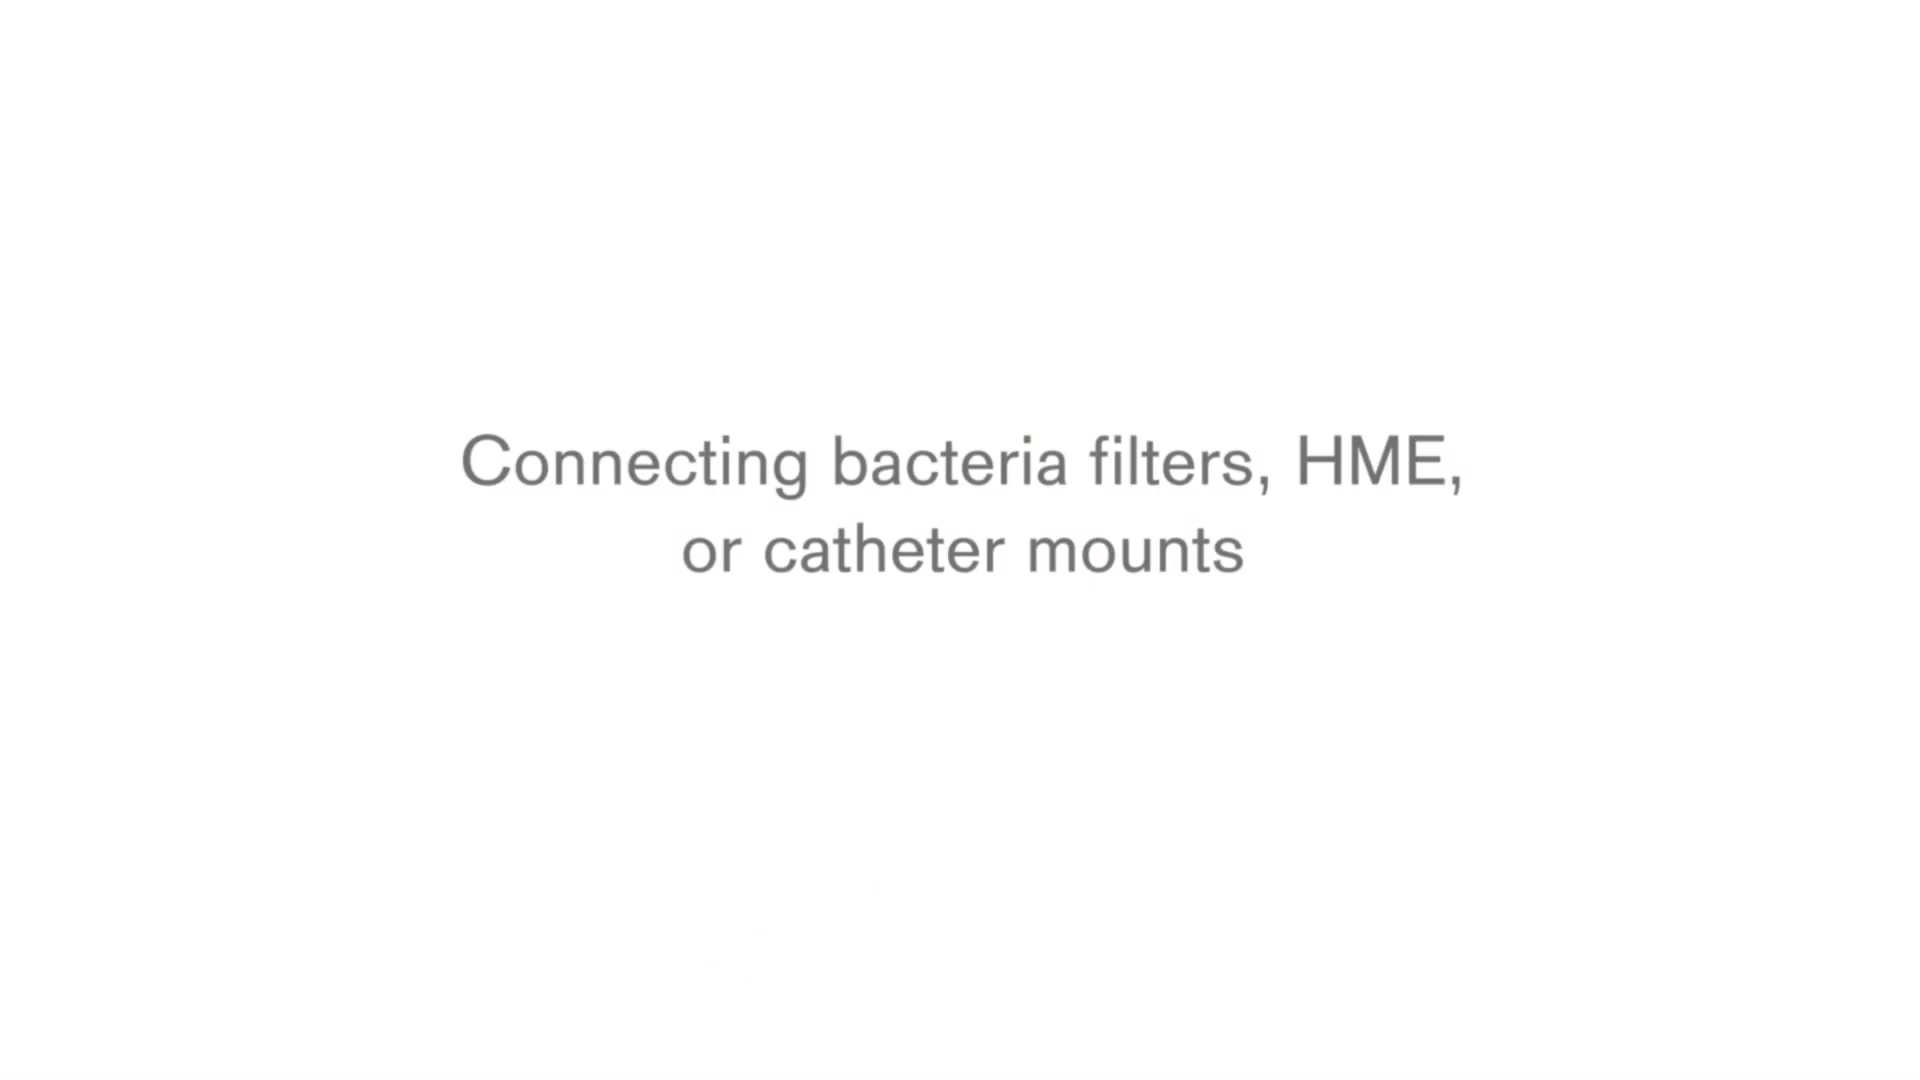 Connecting bacteria filters, HME,
or catheter mounts